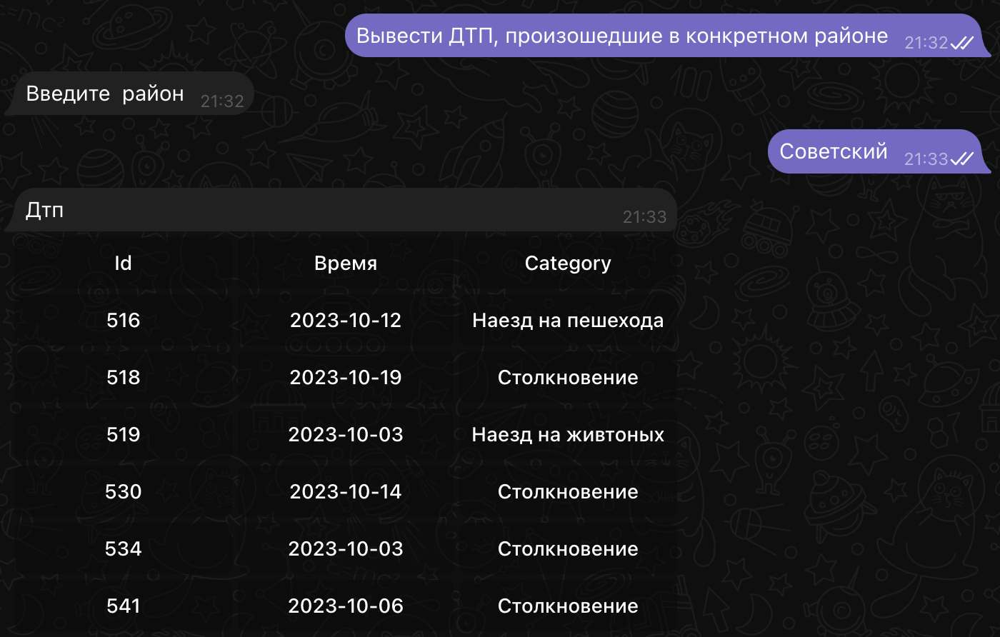 Вывести ДТП, произошедшие в конкретном районе 21:32
Введите район 21:32
Советский 21:33
Дтп 21:33
Id Время Category
516 2023-10-12 Наезд на пешехода
518 2023-10-19 Столкновение
519 2023-10-03 Наезд на живтоных
530 2023-10-14 Столкновение
534 2023-10-03 Столкновение
541 2023-10-06 Столкновение